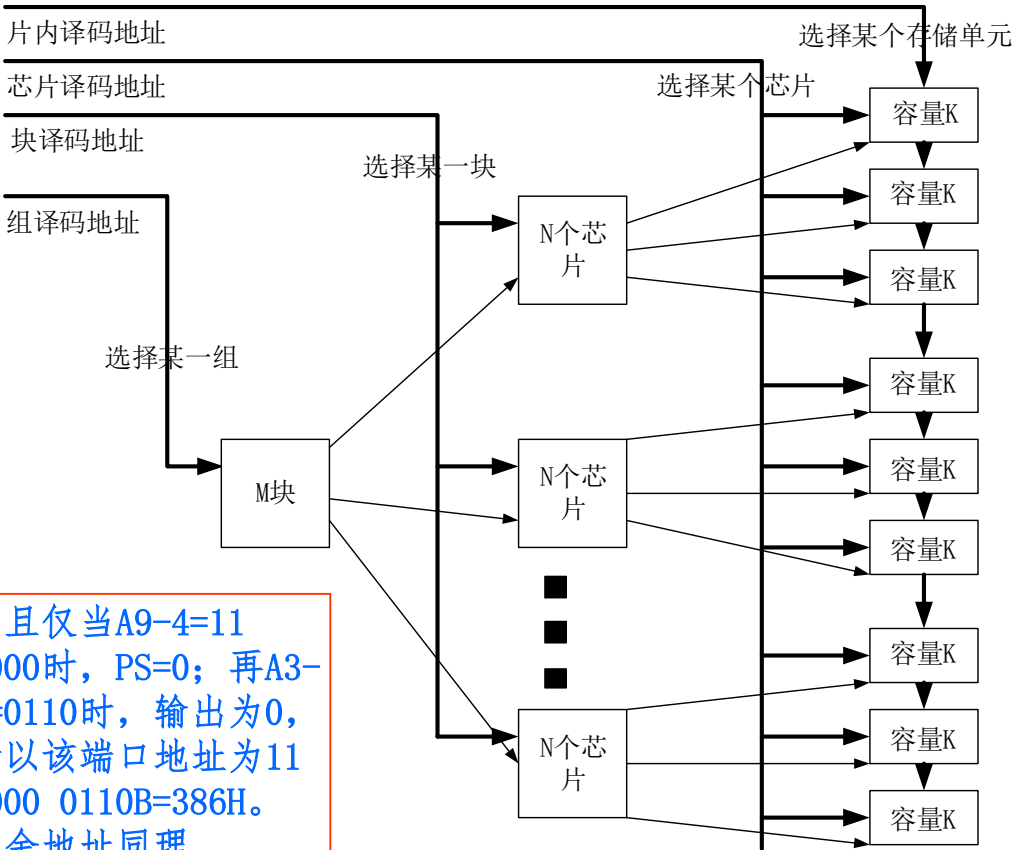 片内译码地址
选择某个存储单元
芯片译码地址
选择某个芯片
容量K
块译码地址
选择某一块
容量K
组译码地址
N个芯
片
容量K
选择某一组
容量K
容量K
N个芯
片
M块
容量K
且仅当A9-4=11
000时，PS=0；再A3-
=0110时，输出为0，
以该端口地址为11
000 0110B=386H。
地址同理
容量K
容量K
N个芯
片
容量K